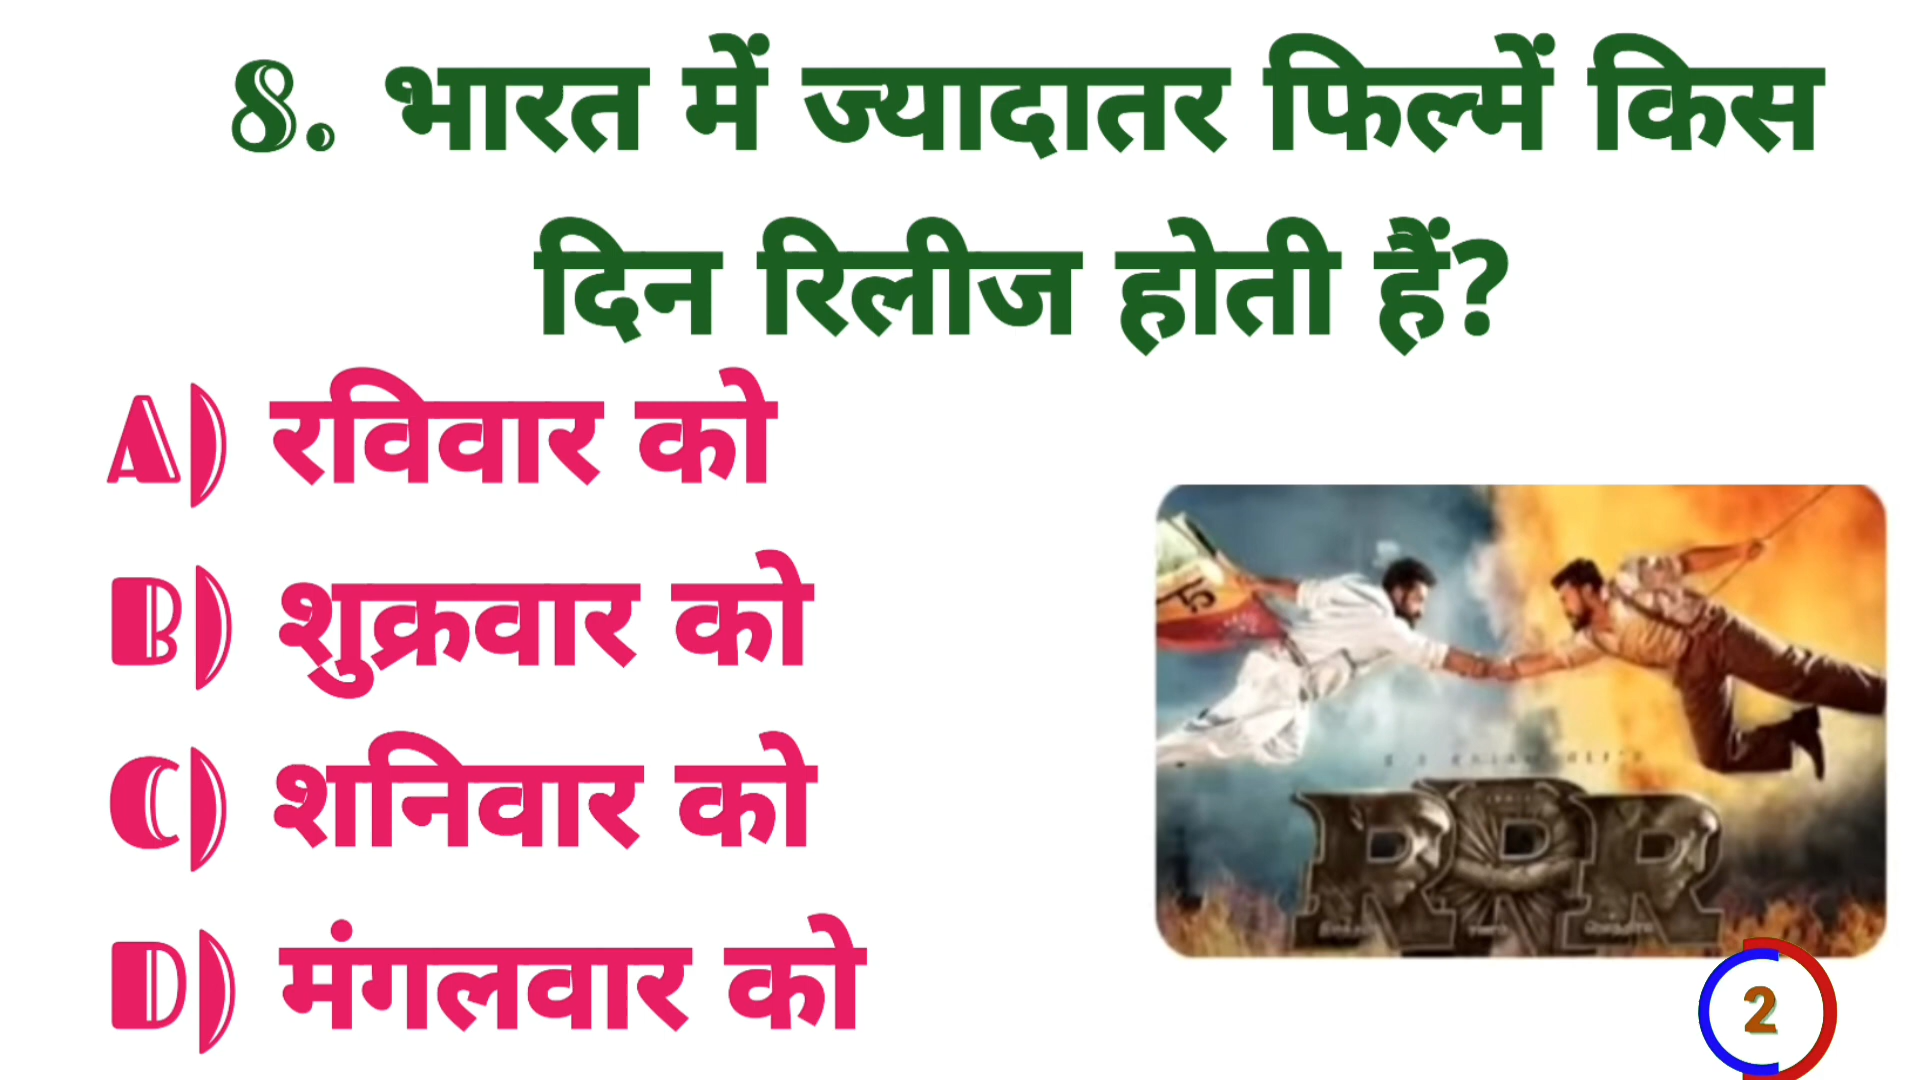 8. भारत में ज्यादातर फिल्में किस
दिन रिलीज होती हैं?
A) रविवार को
B) शुक्रवार को
C) शनिवार को
D) मंगलवार को
RRR
2